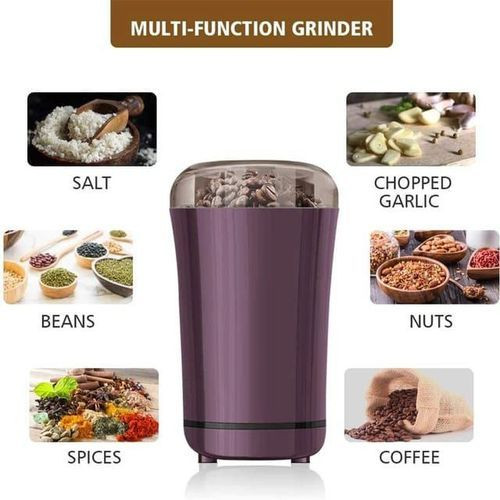 MULTI-FUNCTION GRINDER
SALT
CHOPPED
GARLIC
BEANS
NUTS
SPICES
COFFEE